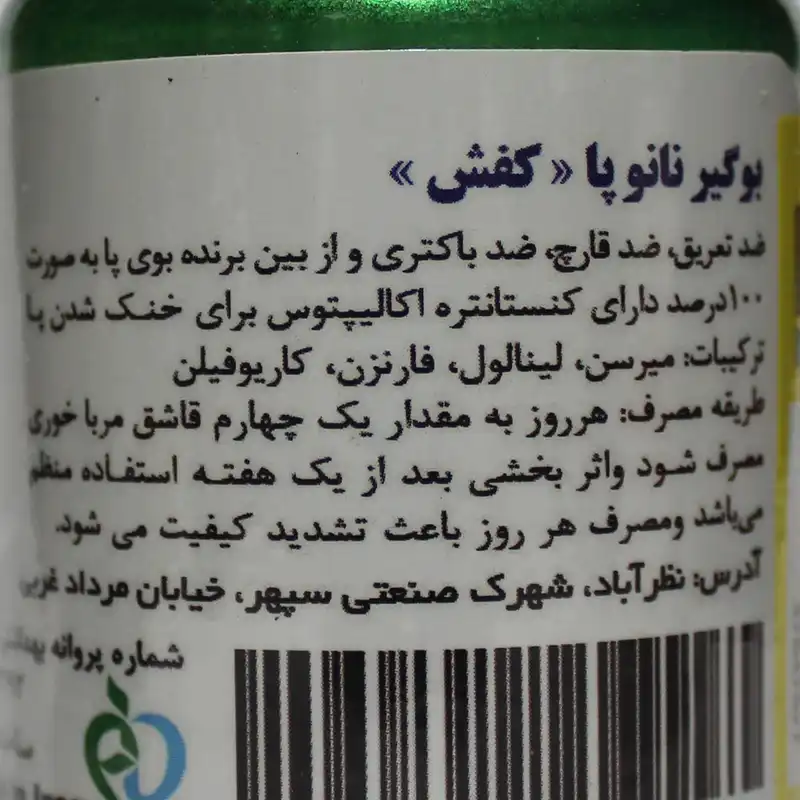 بوگیر نانو پا « کفش »
ضد تعریق، ضد قارچ، ضد باکتری و از بین برنده بوی پا به صورت
۱۰۰درصد دارای کنستانتره اکالیپتوس برای خنک شدن پا
ترکیبات: میرسن، لینالول، فارنزن، کاریوفیلن
طریقه مصرف: هرروز به مقدار یک چهارم قاشق مربا خوری
مصرف شود واثر بخشی بعد از یک هفته استفاده منظم
می‌باشد ومصرف هر روز باعث تشدید کیفیت می شود.
آدرس: نظرآباد، شهرک صنعتی سپهر، خیابان مرداد غربی
شماره پروانه